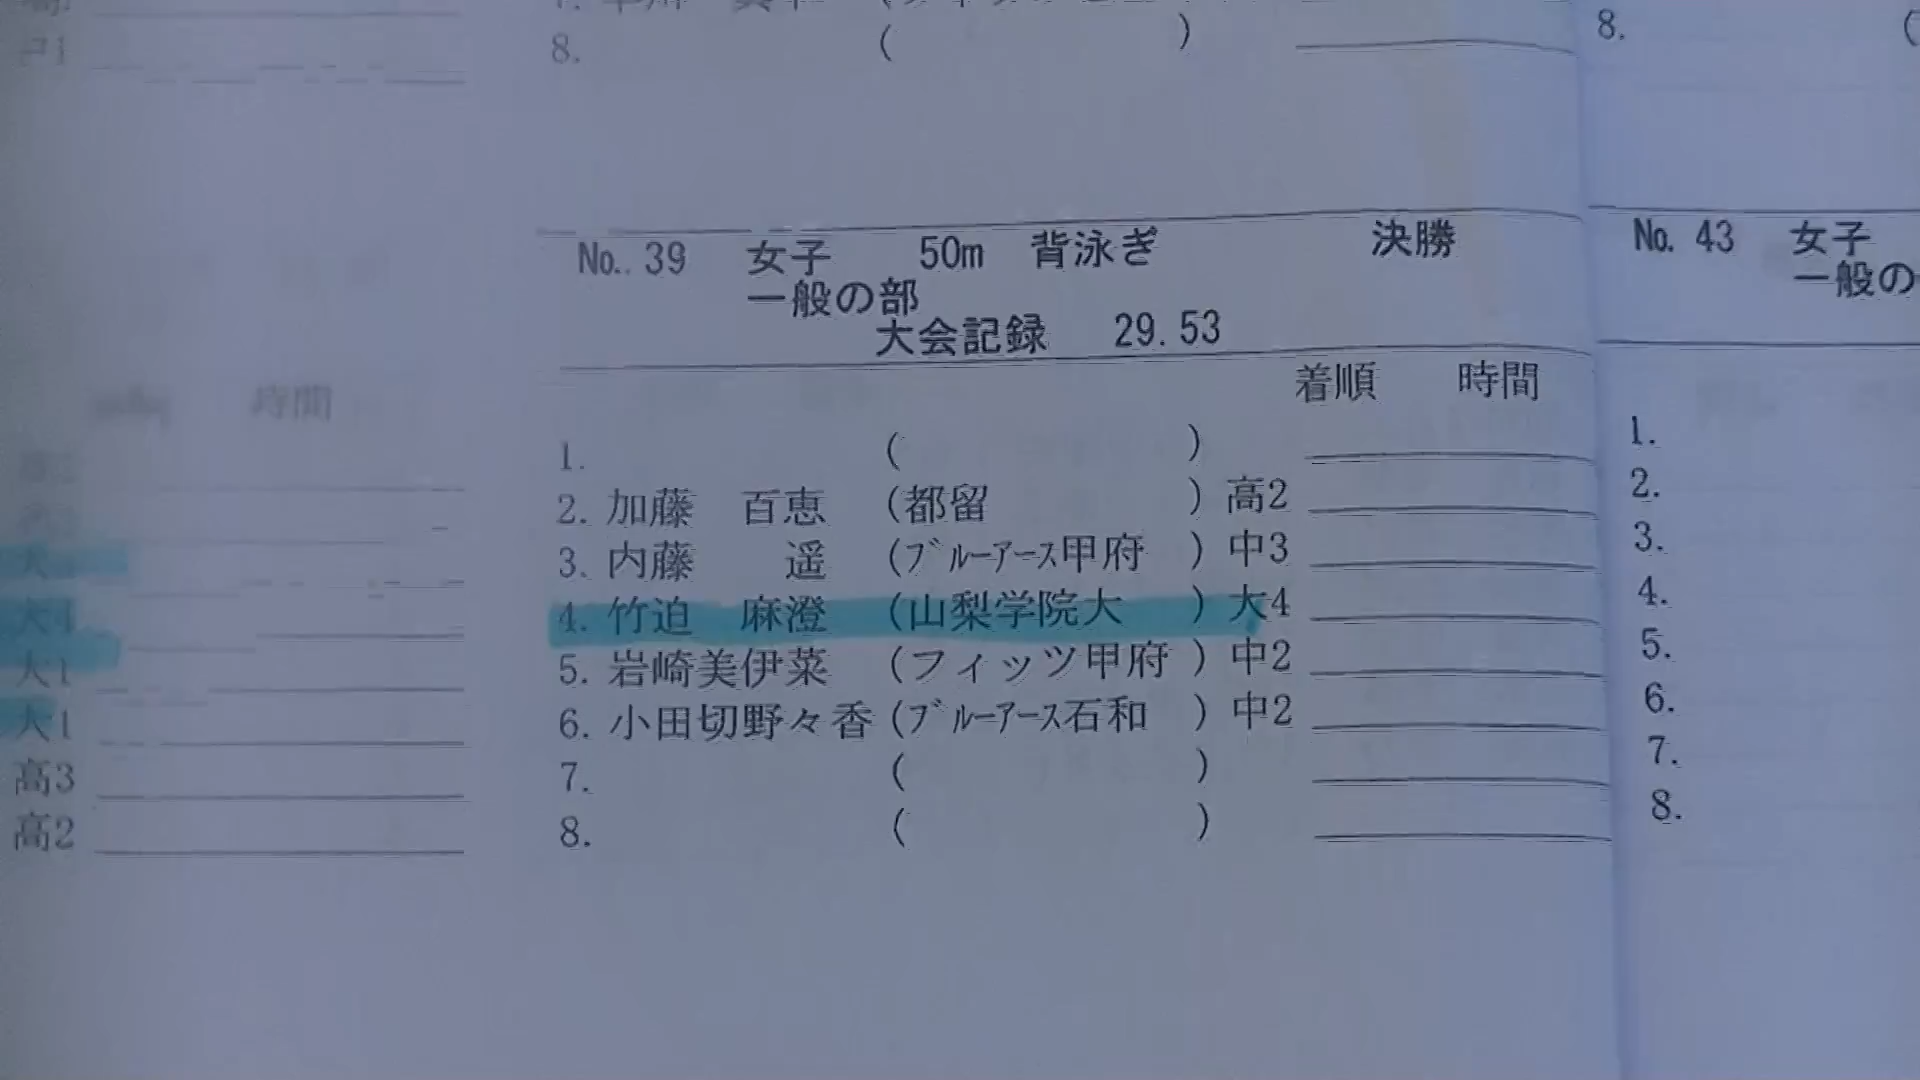 8. ( )
No. 39 女子 50m 背泳ぎ 決勝
一般の部
大会記録 29.53
着順 時間
1. ( )
2. 加藤 百恵 (都留 ) 高2
3. 内藤 遥 (ﾌﾞﾙｰｱｰｽ甲府 ) 中3
4. 竹迫 麻澄 (山梨学院大 ) 大4
5. 岩崎美伊菜 (フィッツ甲府 ) 中2
6. 小田切野々香 (ﾌﾞﾙｰｱｰｽ石和 ) 中2
7. ( )
8. ( )
時間
大4
大1
大1
高3
高2
8. (
No. 43 女子
一般の
1.
2.
3.
4.
5.
6.
7.
8.